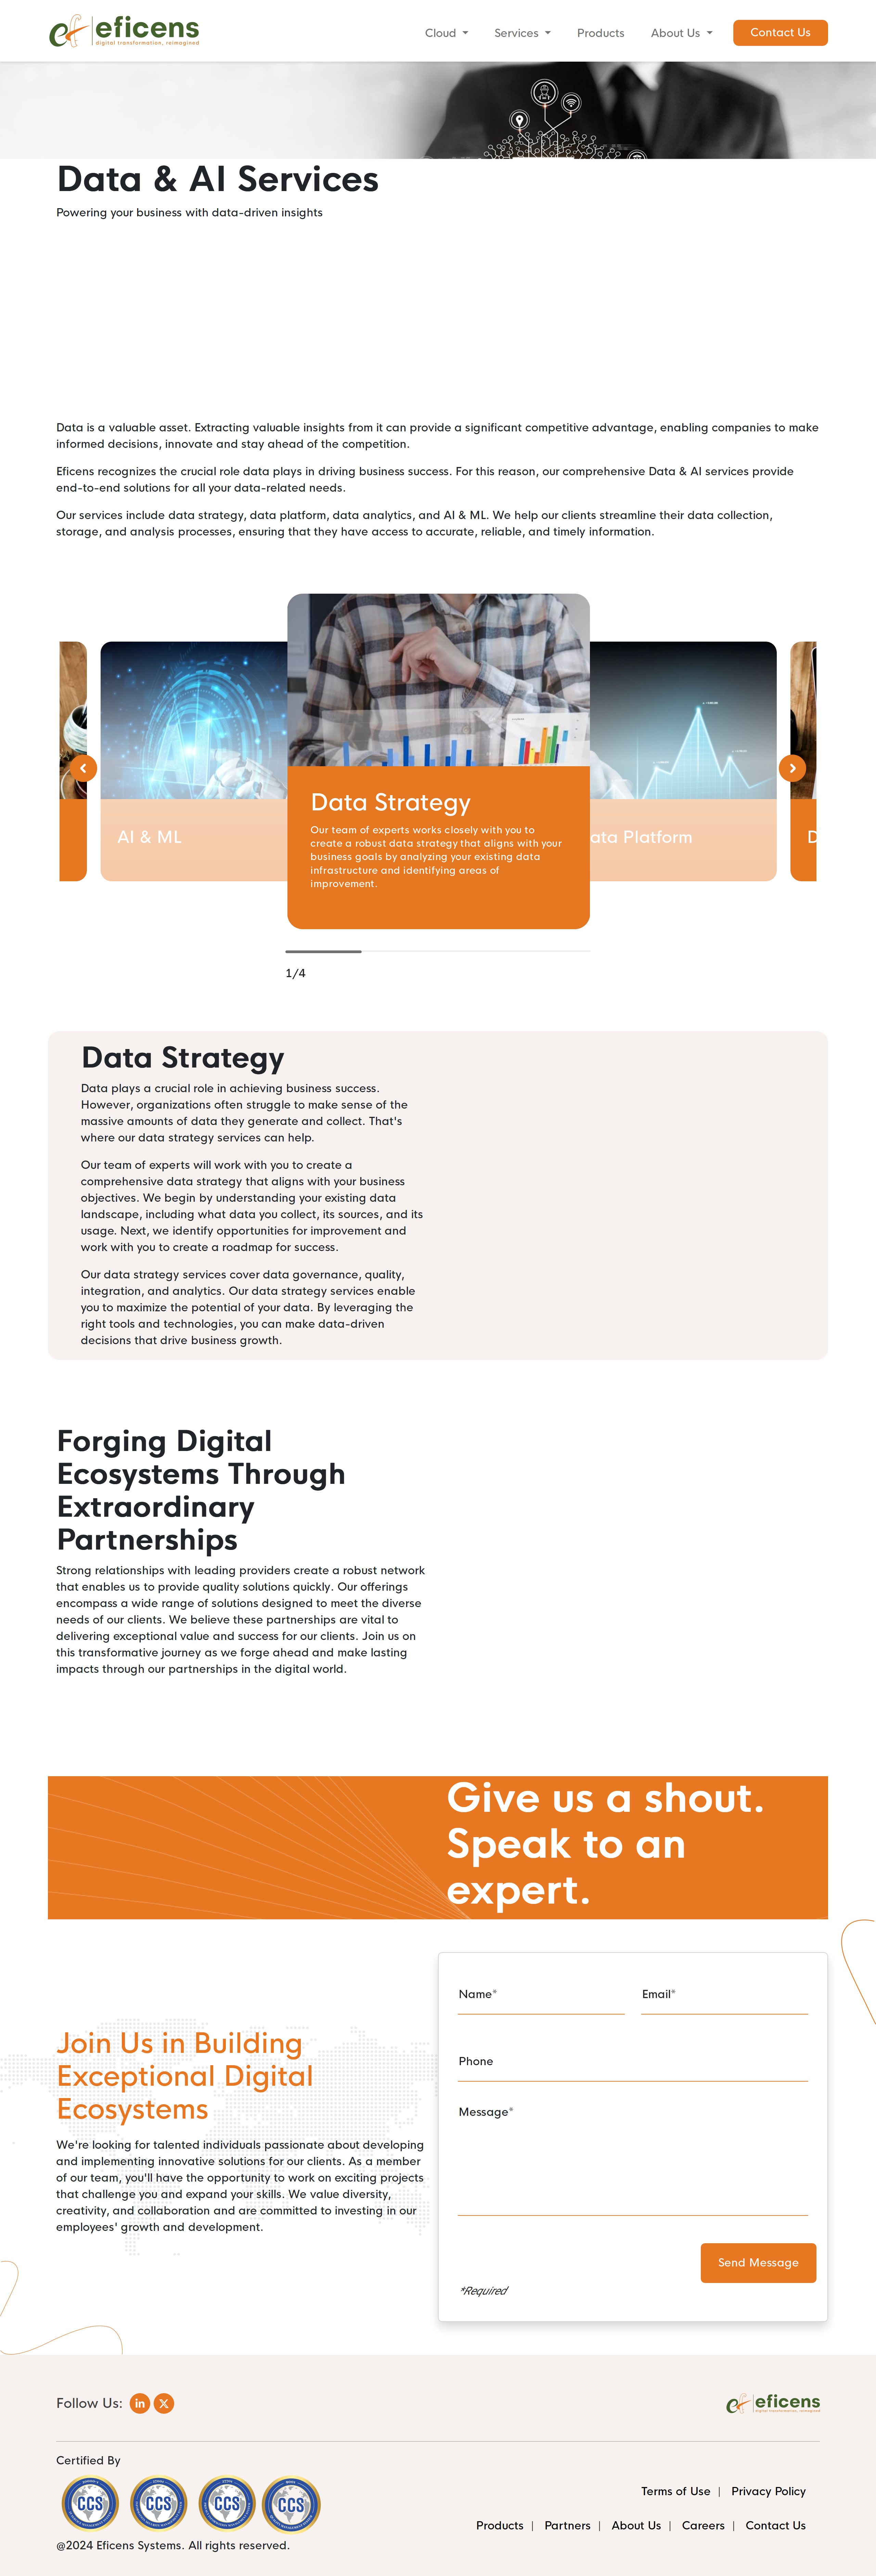 eficens
digital transformation, reimagined
Cloud Services Products About Us Contact Us
Data & AI Services
Powering your business with data-driven insights
Data is a valuable asset. Extracting valuable insights from it can provide a significant competitive advantage, enabling companies to make
informed decisions, innovate and stay ahead of the competition.
Eficens recognizes the crucial role data plays in driving business success. For this reason, our comprehensive Data & AI services provide
end-to-end solutions for all your data-related needs.
Our services include data strategy, data platform, data analytics, and AI & ML. We help our clients streamline their data collection,
storage, and analysis processes, ensuring that they have access to accurate, reliable, and timely information.
AI & ML
Data Strategy
Our team of experts works closely with you to
create a robust data strategy that aligns with your
business goals by analyzing your existing data
infrastructure and identifying areas of
improvement.
ata Platform
D
1/4
Data Strategy
Data plays a crucial role in achieving business success.
However, organizations often struggle to make sense of the
massive amounts of data they generate and collect. That's
where our data strategy services can help.
Our team of experts will work with you to create a
comprehensive data strategy that aligns with your business
objectives. We begin by understanding your existing data
landscape, including what data you collect, its sources, and its
usage. Next, we identify opportunities for improvement and
work with you to create a roadmap for success.
Our data strategy services cover data governance, quality,
integration, and analytics. Our data strategy services enable
you to maximize the potential of your data. By leveraging the
right tools and technologies, you can make data-driven
decisions that drive business growth.
Forging Digital
Ecosystems Through
Extraordinary
Partnerships
Strong relationships with leading providers create a robust network
that enables us to provide quality solutions quickly. Our offerings
encompass a wide range of solutions designed to meet the diverse
needs of our clients. We believe these partnerships are vital to
delivering exceptional value and success for our clients. Join us on
this transformative journey as we forge ahead and make lasting
impacts through our partnerships in the digital world.
Give us a shout.
Speak to an
expert.
Name* Email*
Phone
Message*
Send Message
*Required
Join Us in Building
Exceptional Digital
Ecosystems
We're looking for talented individuals passionate about developing
and implementing innovative solutions for our clients. As a member
of our team, you'll have the opportunity to work on exciting projects
that challenge you and expand your skills. We value diversity,
creativity, and collaboration and are committed to investing in our
employees' growth and development.
Follow Us: in X
eficens
digital transformation, reimagined
Certified By
CCS CCS CCS CCS
Terms of Use | Privacy Policy
Products | Partners | About Us | Careers | Contact Us
@2024 Eficens Systems. All rights reserved.